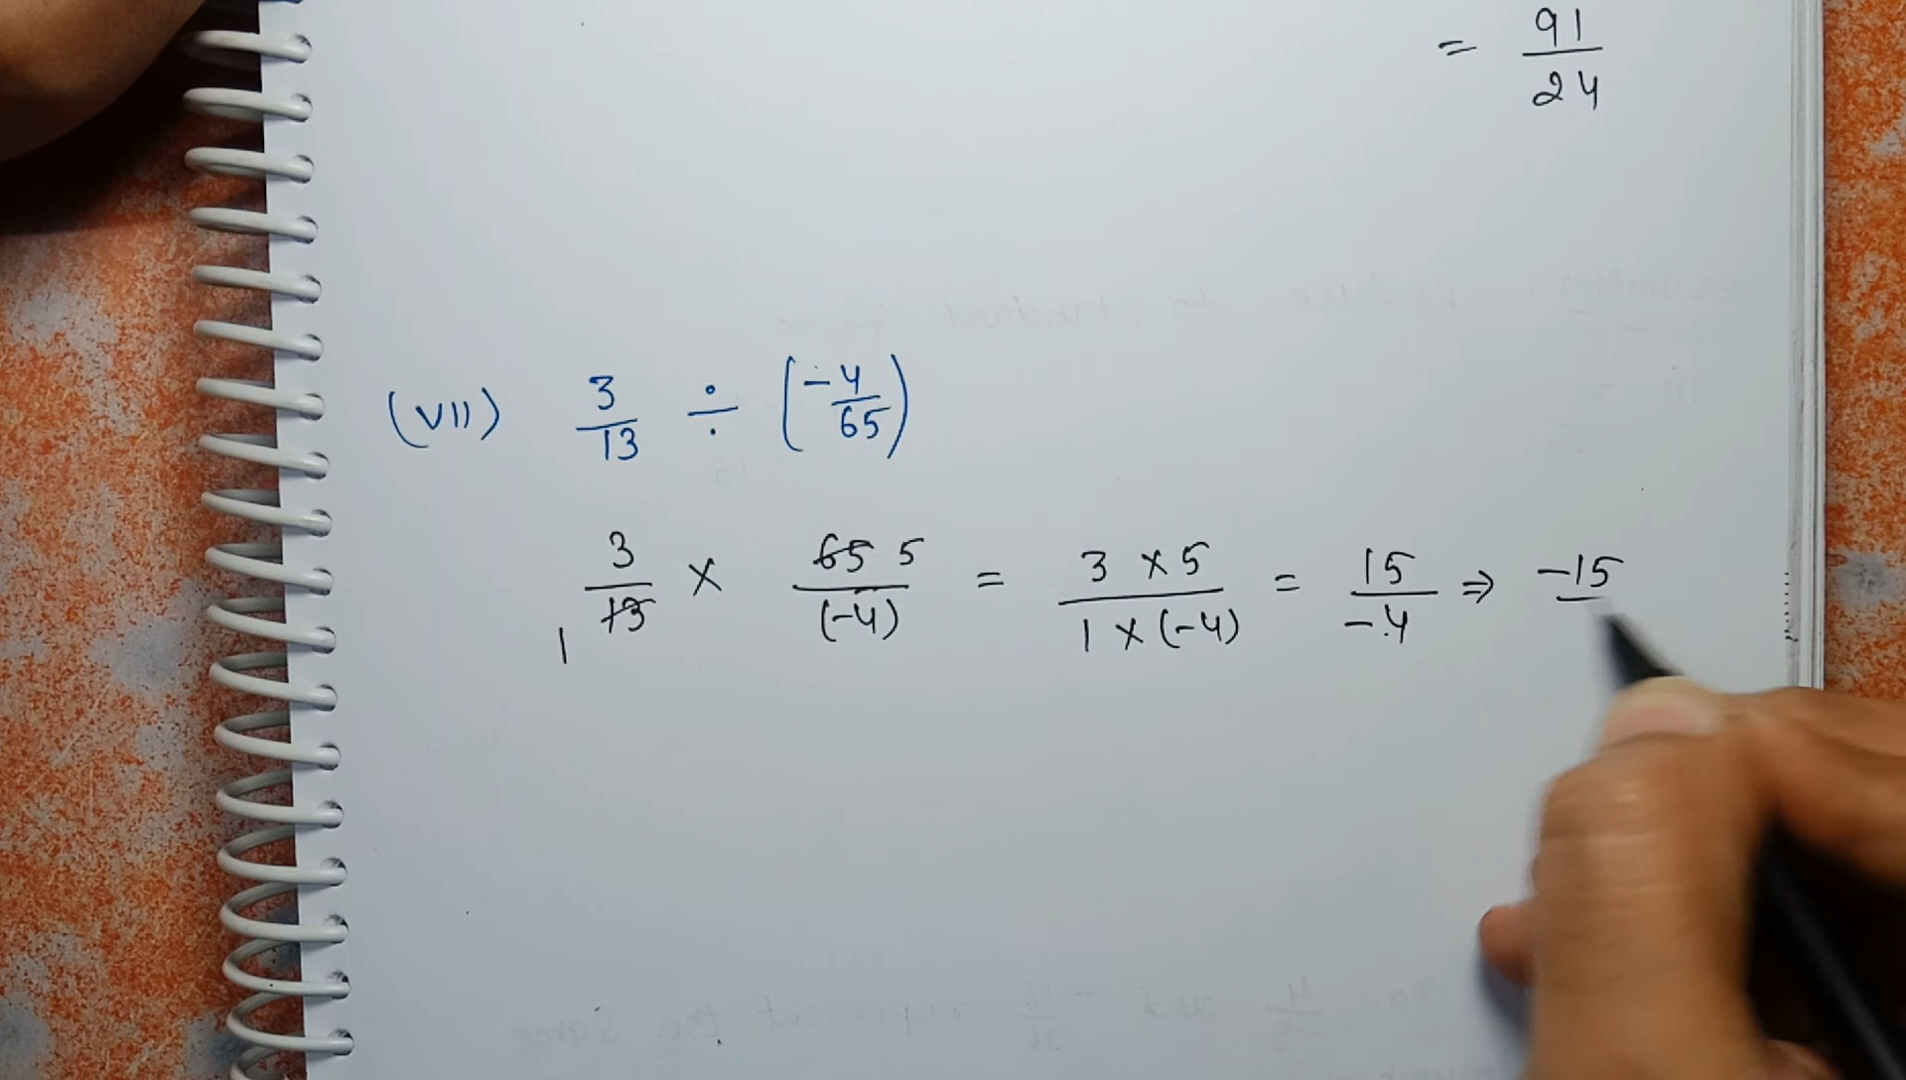 = 91/24
(VII) 3/13 ÷ (-4/65)
3/13 1 × 65 5/(-4) = 3 × 5/1 × (-4) = 15/-4 ⇒ -15